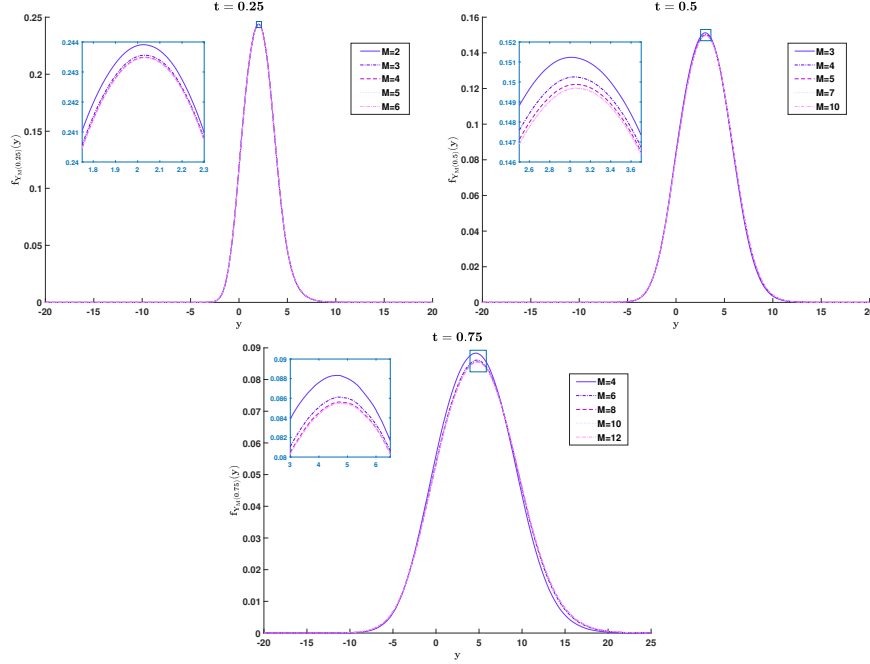 t = 0.25
0.25
0.2
0.15
0.1
0.05
0
f_{Y_M(0.25)}(y)
-20 -15 -10 -5 0 5 10 15 20
y
0.244
0.243
0.242
0.241
0.24
1.8 1.9 2 2.1 2.2 2.3
M=2
M=3
M=4
M=5
M=6
t = 0.5
0.16
0.14
0.12
0.1
0.08
0.06
0.04
0.02
0
f_{Y_M(0.5)}(y)
-20 -15 -10 -5 0 5 10 15 20
y
0.152
0.151
0.150
0.149
0.148
0.147
0.146
2.6 2.8 3 3.2 3.4 3.6
M=3
M=4
M=5
M=7
M=10
t = 0.75
0.09
0.08
0.07
0.06
0.05
0.04
0.03
0.02
0.01
0
f_{Y_M(0.75)}(y)
-20 -15 -10 -5 0 5 10 15 20 25
y
0.09
0.088
0.086
0.084
0.082
0.08
3 4 5 6
M=4
M=6
M=8
M=10
M=12